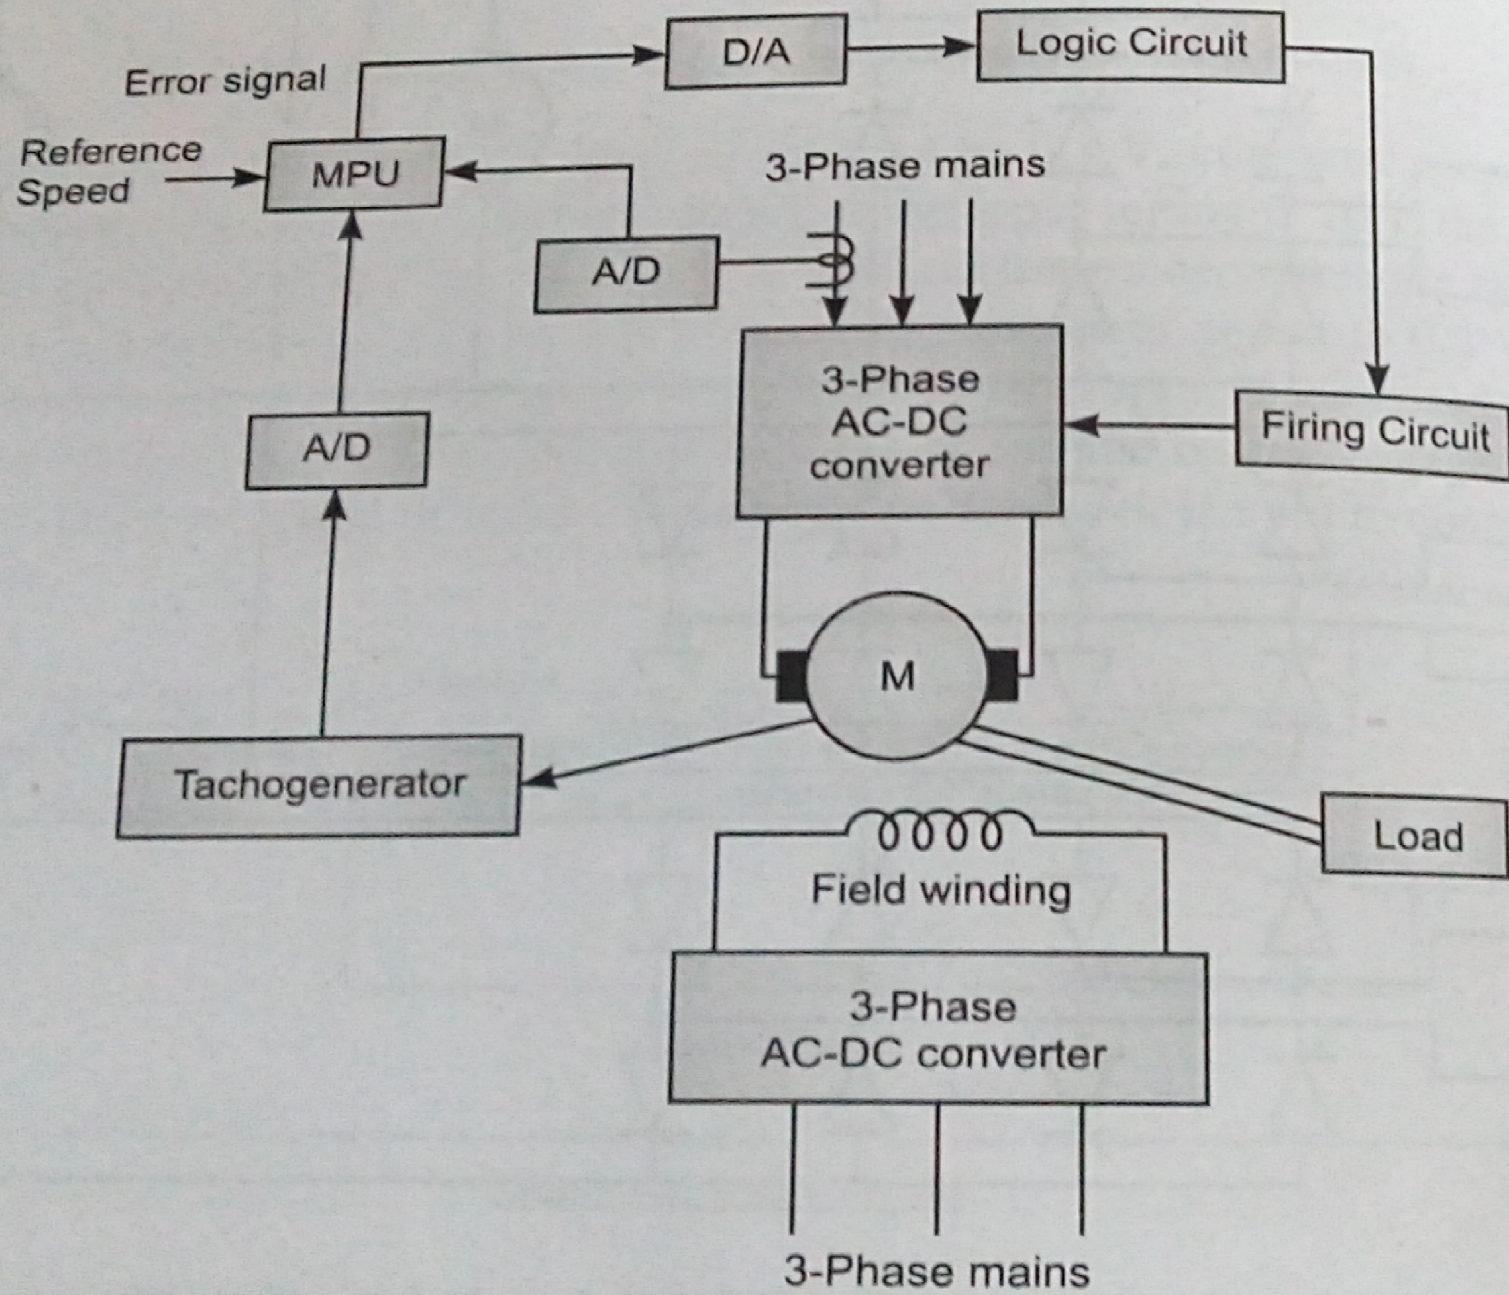 D/A
Logic Circuit
Error signal
Reference
Speed
MPU
3-Phase mains
A/D
3-Phase
AC-DC
converter
Firing Circuit
A/D
M
Tachogenerator
Load
Field winding
3-Phase
AC-DC converter
3-Phase mains